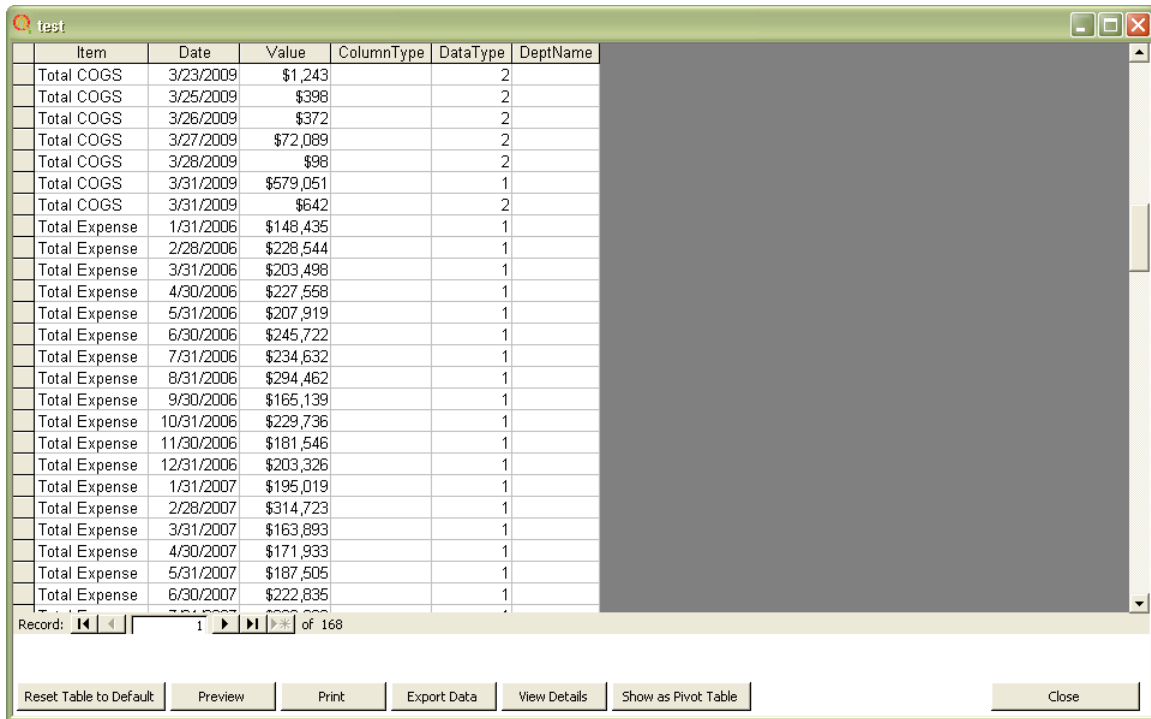 test
Item Date Value ColumnType DataType DeptName
Total COGS 3/23/2009 $1,243 2
Total COGS 3/25/2009 $398 2
Total COGS 3/26/2009 $372 2
Total COGS 3/27/2009 $72,089 2
Total COGS 3/28/2009 $98 2
Total COGS 3/31/2009 $579,051 1
Total COGS 3/31/2009 $642 2
Total Expense 1/31/2006 $148,435 1
Total Expense 2/28/2006 $228,544 1
Total Expense 3/31/2006 $203,498 1
Total Expense 4/30/2006 $227,558 1
Total Expense 5/31/2006 $207,919 1
Total Expense 6/30/2006 $245,722 1
Total Expense 7/31/2006 $234,632 1
Total Expense 8/31/2006 $294,462 1
Total Expense 9/30/2006 $165,139 1
Total Expense 10/31/2006 $229,736 1
Total Expense 11/30/2006 $181,546 1
Total Expense 12/31/2006 $203,326 1
Total Expense 1/31/2007 $195,019 1
Total Expense 2/28/2007 $314,723 1
Total Expense 3/31/2007 $163,893 1
Total Expense 4/30/2007 $171,933 1
Total Expense 5/31/2007 $187,505 1
Total Expense 6/30/2007 $222,835 1
Record: 1 of 168
Reset Table to Default Preview Print Export Data View Details Show as Pivot Table Close